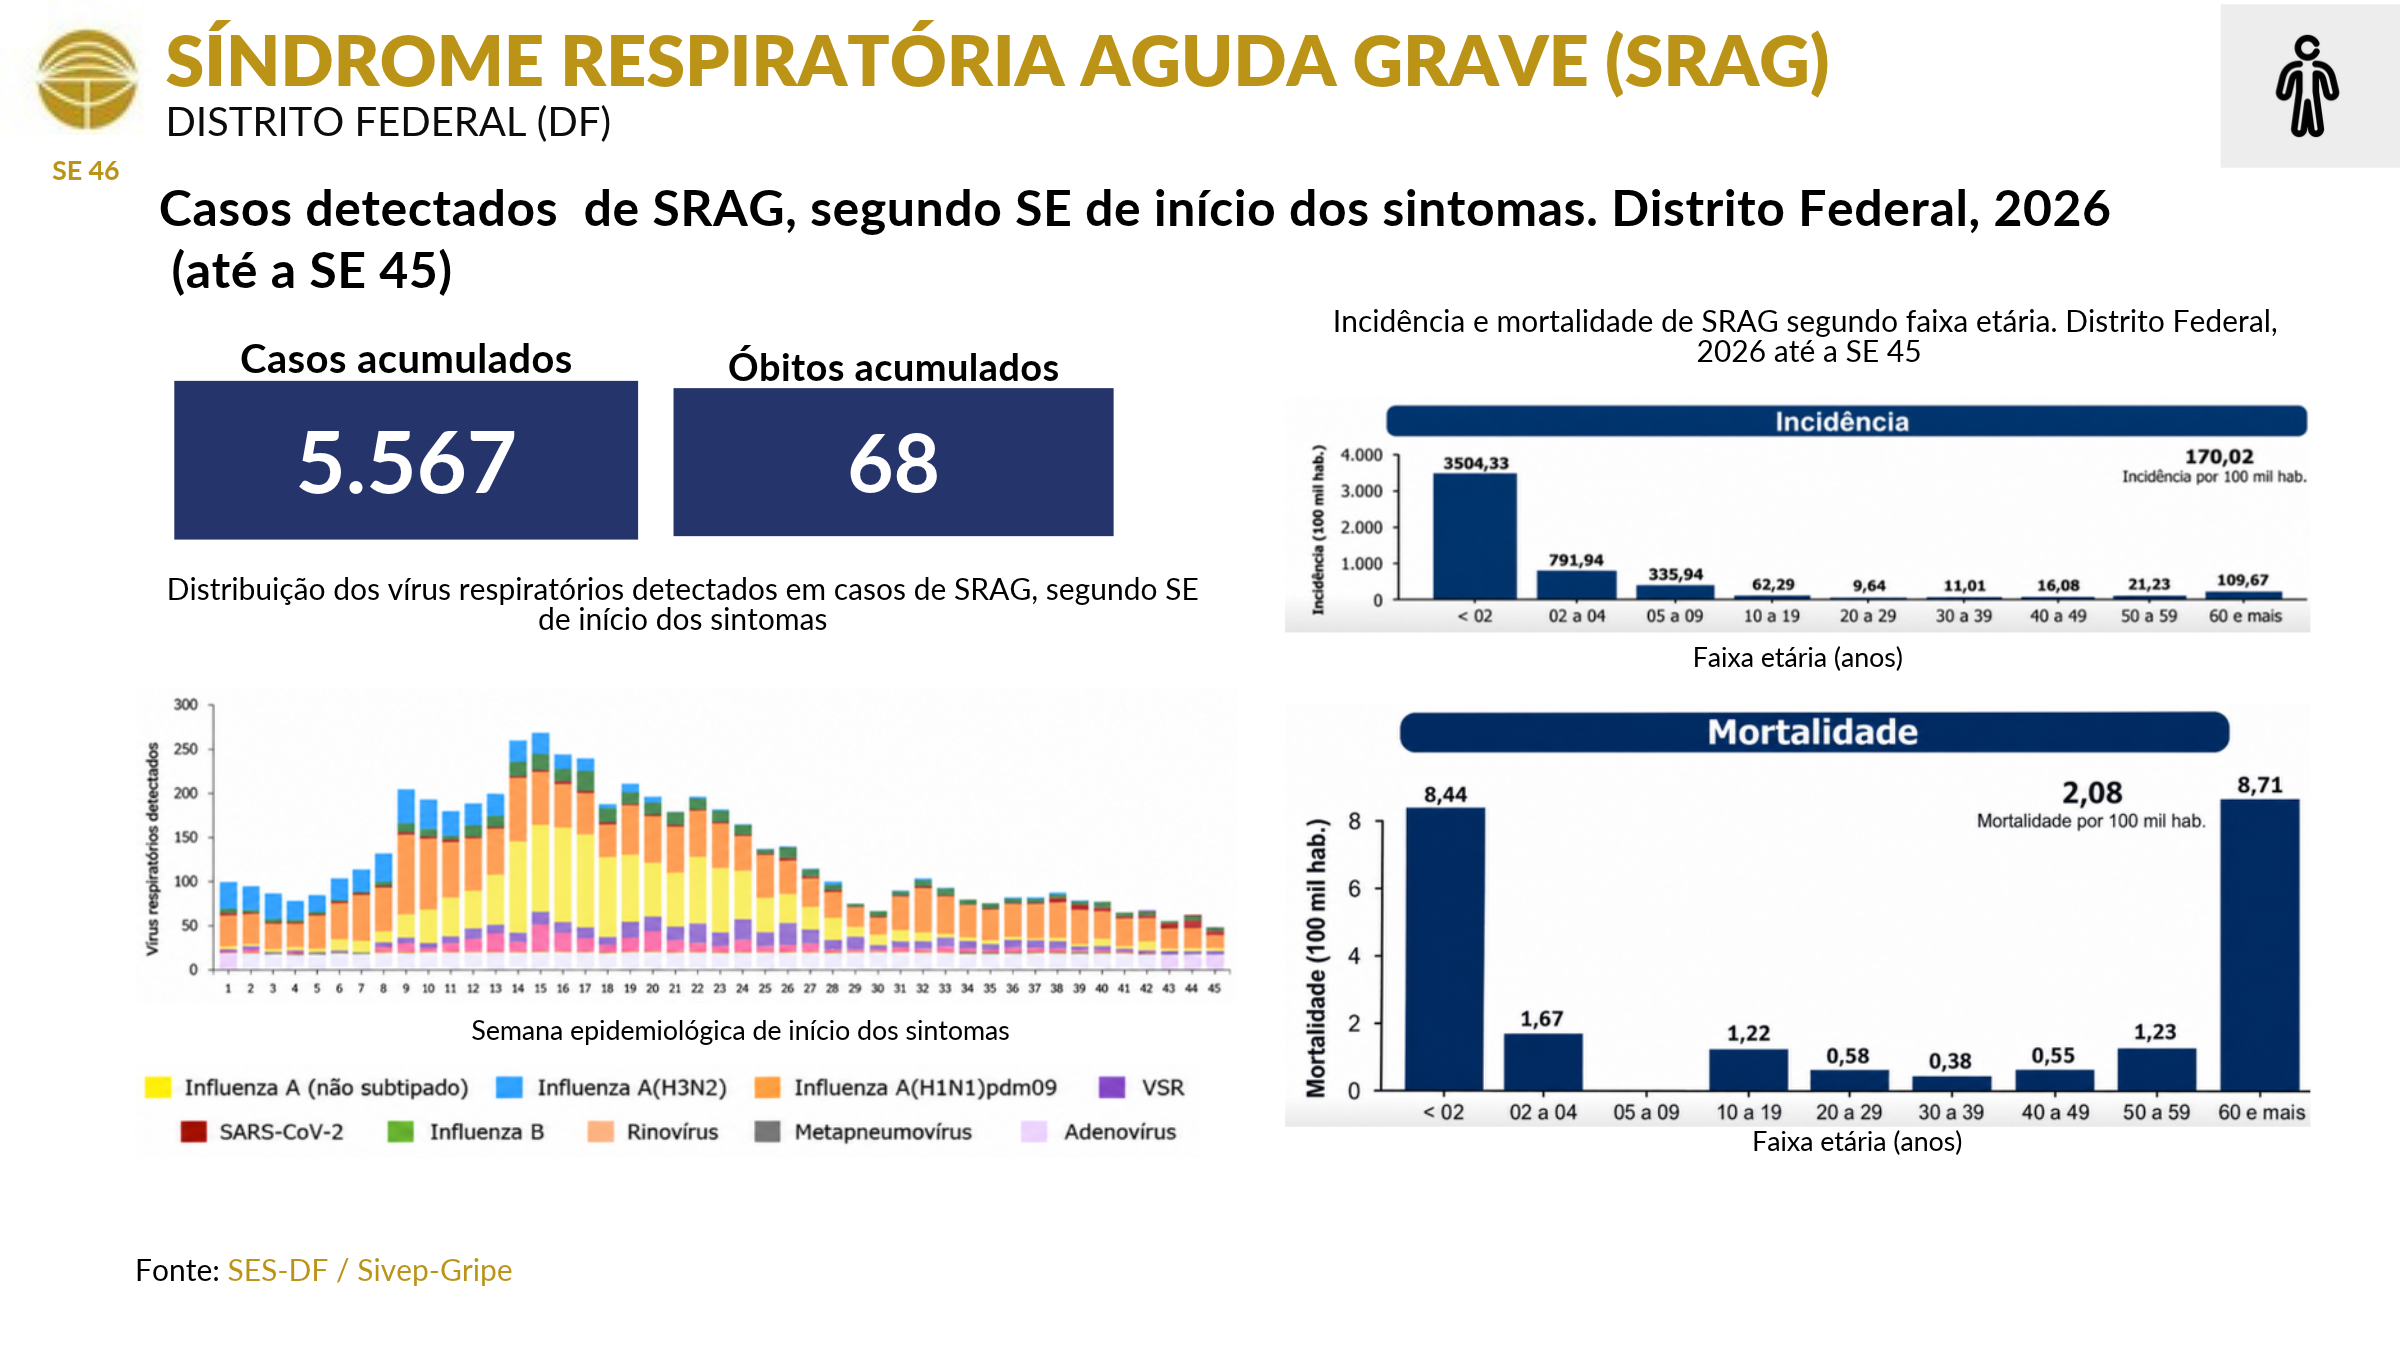 SÍNDROME RESPIRATÓRIA AGUDA GRAVE (SRAG)
DISTRITO FEDERAL (DF)
SE 46
Casos detectados  de SRAG, segundo SE de início dos sintomas. Distrito Federal, 2026
(até a SE 45)
Casos acumulados
5.567
Óbitos acumulados
68
Distribuição dos vírus respiratórios detectados em casos de SRAG, segundo SE
de início dos sintomas
Vírus respiratórios detectados
300
250
200
150
100
50
0
1 2 3 4 5 6 7 8 9 10 11 12 13 14 15 16 17 18 19 20 21 22 23 24 25 26 27 28 29 30 31 32 33 34 35 36 37 38 39 40 41 42 43 44 45
Semana epidemiológica de início dos sintomas
Influenza A (não subtipado) Influenza A(H3N2) Influenza A(H1N1)pdm09 VSR
SARS-CoV-2 Influenza B Rinovírus Metapneumovírus Adenovírus
Incidência e mortalidade de SRAG segundo faixa etária. Distrito Federal,
2026 até a SE 45
Incidência
170,02
Incidência por 100 mil hab.
Incidência (100 mil hab.)
4.000
3.000
2.000
1.000
0
3504,33 791,94 335,94 62,29 9,64 11,01 16,08 21,23 109,67
< 02 02 a 04 05 a 09 10 a 19 20 a 29 30 a 39 40 a 49 50 a 59 60 e mais
Faixa etária (anos)
Mortalidade
2,08
Mortalidade por 100 mil hab.
Mortalidade (100 mil hab.)
8
6
4
2
0
8,44 1,67 1,22 0,58 0,38 0,55 1,23 8,71
< 02 02 a 04 05 a 09 10 a 19 20 a 29 30 a 39 40 a 49 50 a 59 60 e mais
Faixa etária (anos)
Fonte: SES-DF / Sivep-Gripe